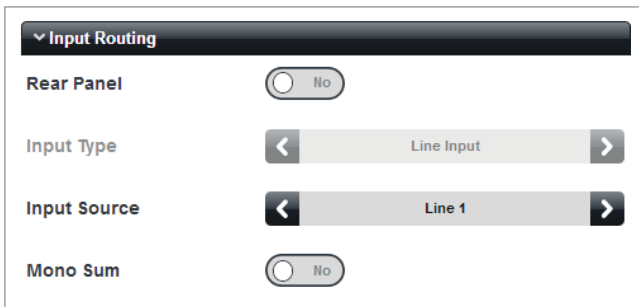 Input Routing
Rear Panel No
Input Type Line Input
Input Source Line 1
Mono Sum No